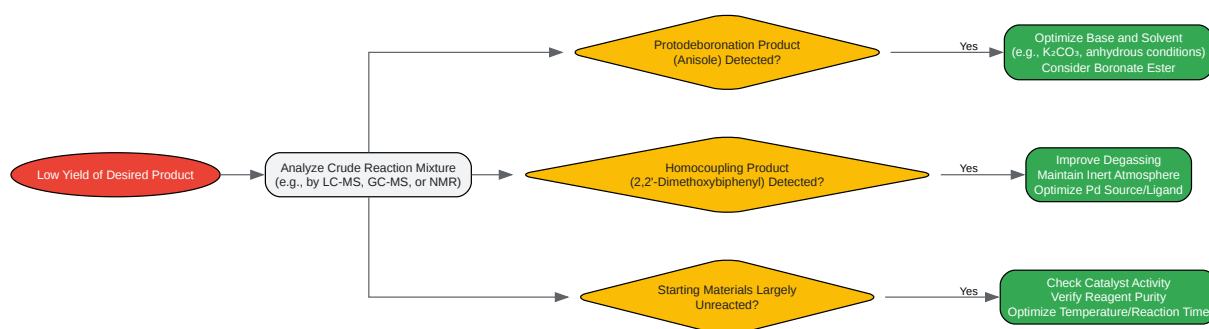 Protodeboronation Product
(Anisole) Detected?
Yes
Optimize Base and Solvent
(e.g., K₂CO₃, anhydrous conditions)
Consider Boronate Ester
Low Yield of Desired Product
Analyze Crude Reaction Mixture
(e.g., by LC-MS, GC-MS, or NMR)
Homocoupling Product
(2,2'-Dimethoxybiphenyl) Detected?
Yes
Improve Degassing
Maintain Inert Atmosphere
Optimize Pd Source/Ligand
Starting Materials Largely
Unreacted?
Yes
Check Catalyst Activity
Verify Reagent Purity
Optimize Temperature/Reaction Time